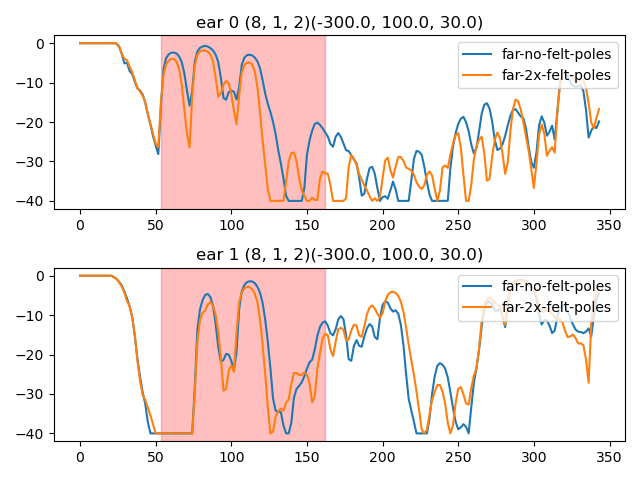 ear 0 (8, 1, 2)(-300.0, 100.0, 30.0)
0
−10
−20
−30
−40
far-no-felt-poles
far-2x-felt-poles
0 50 100 150 200 250 300 350
ear 1 (8, 1, 2)(-300.0, 100.0, 30.0)
0
−10
−20
−30
−40
far-no-felt-poles
far-2x-felt-poles
0 50 100 150 200 250 300 350